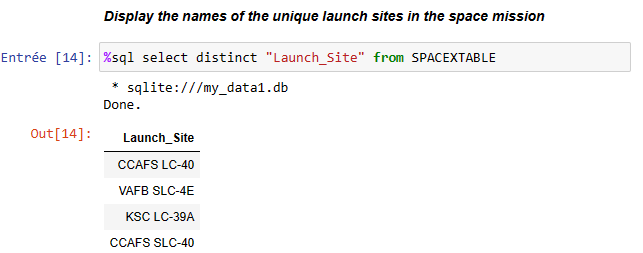 Display the names of the unique launch sites in the space mission
Entrée [14]: %sql select distinct "Launch_Site" from SPACEXTABLE
* sqlite:///my_data1.db
Done.
Out[14]:
Launch_Site
CCAFS LC-40
VAFB SLC-4E
KSC LC-39A
CCAFS SLC-40